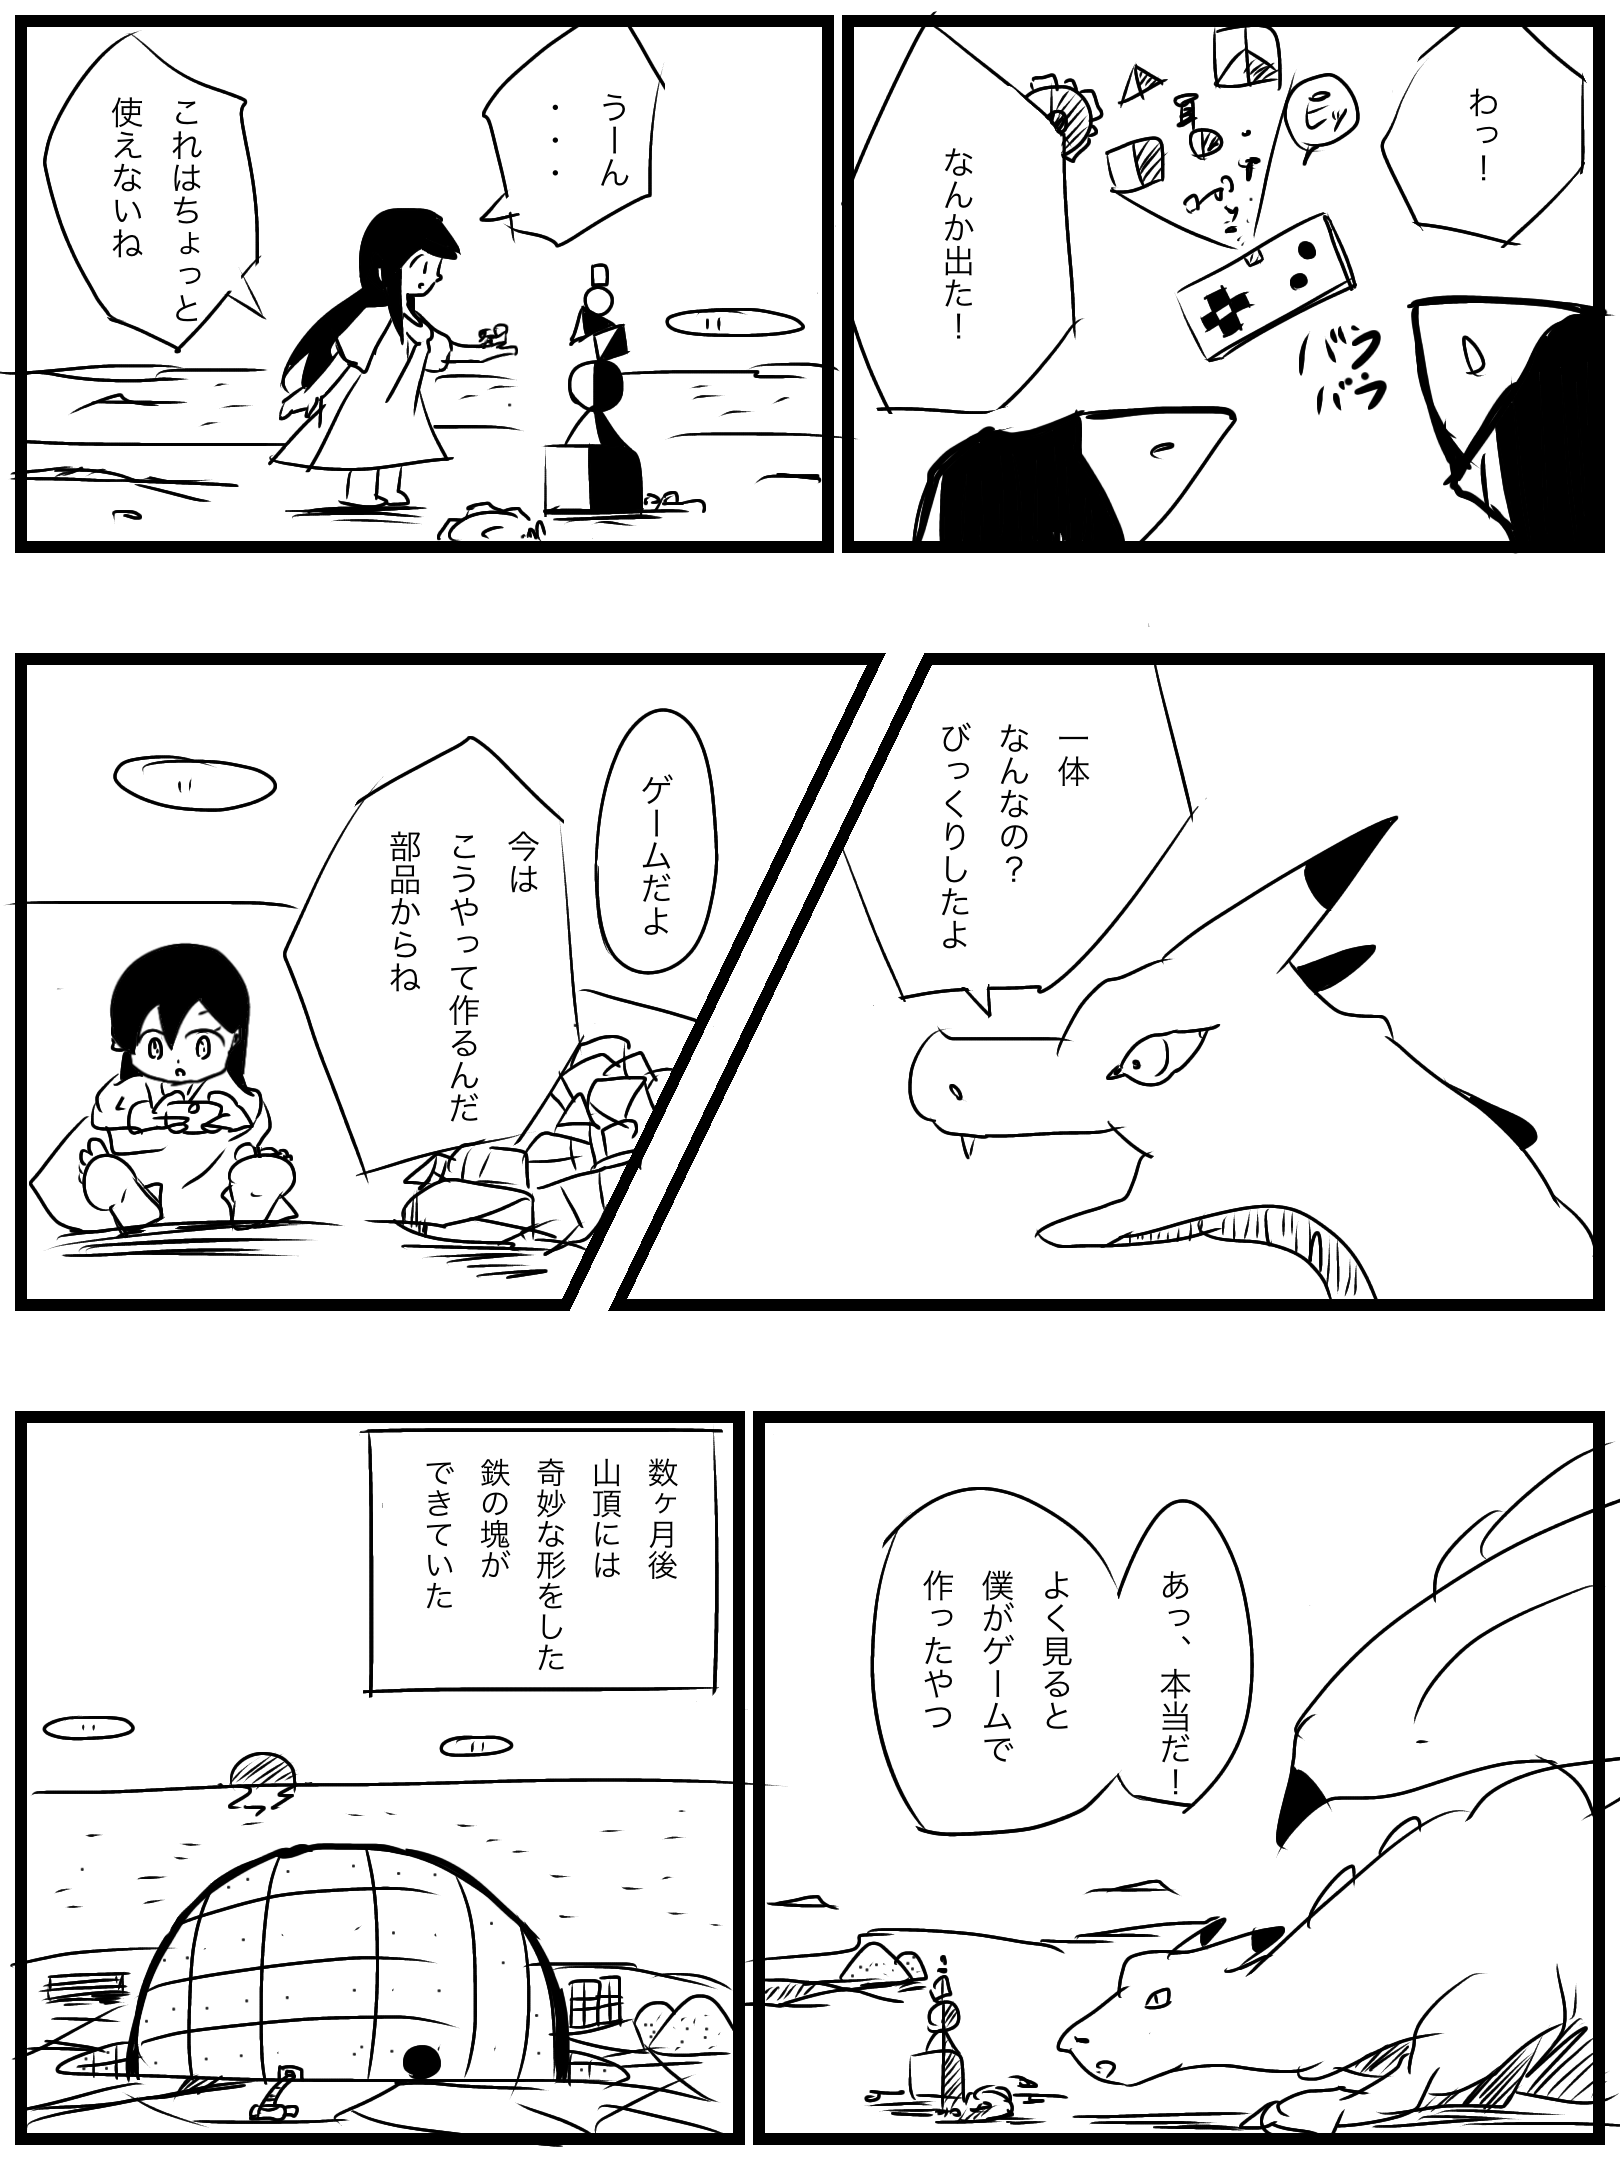 わっ！
ピッ
バラ
バラ
なんか出た！
うーん
・・・
これはちょっと
使えないね
一体
なんなの？
びっくりしたよ
ゲームだよ
今は
こうやって作るんだ
部品からね
あっ、本当だ！
よく見ると
僕がゲームで
作ったやつ
数ヶ月後
山頂には
奇妙な形をした
鉄の塊が
できていた